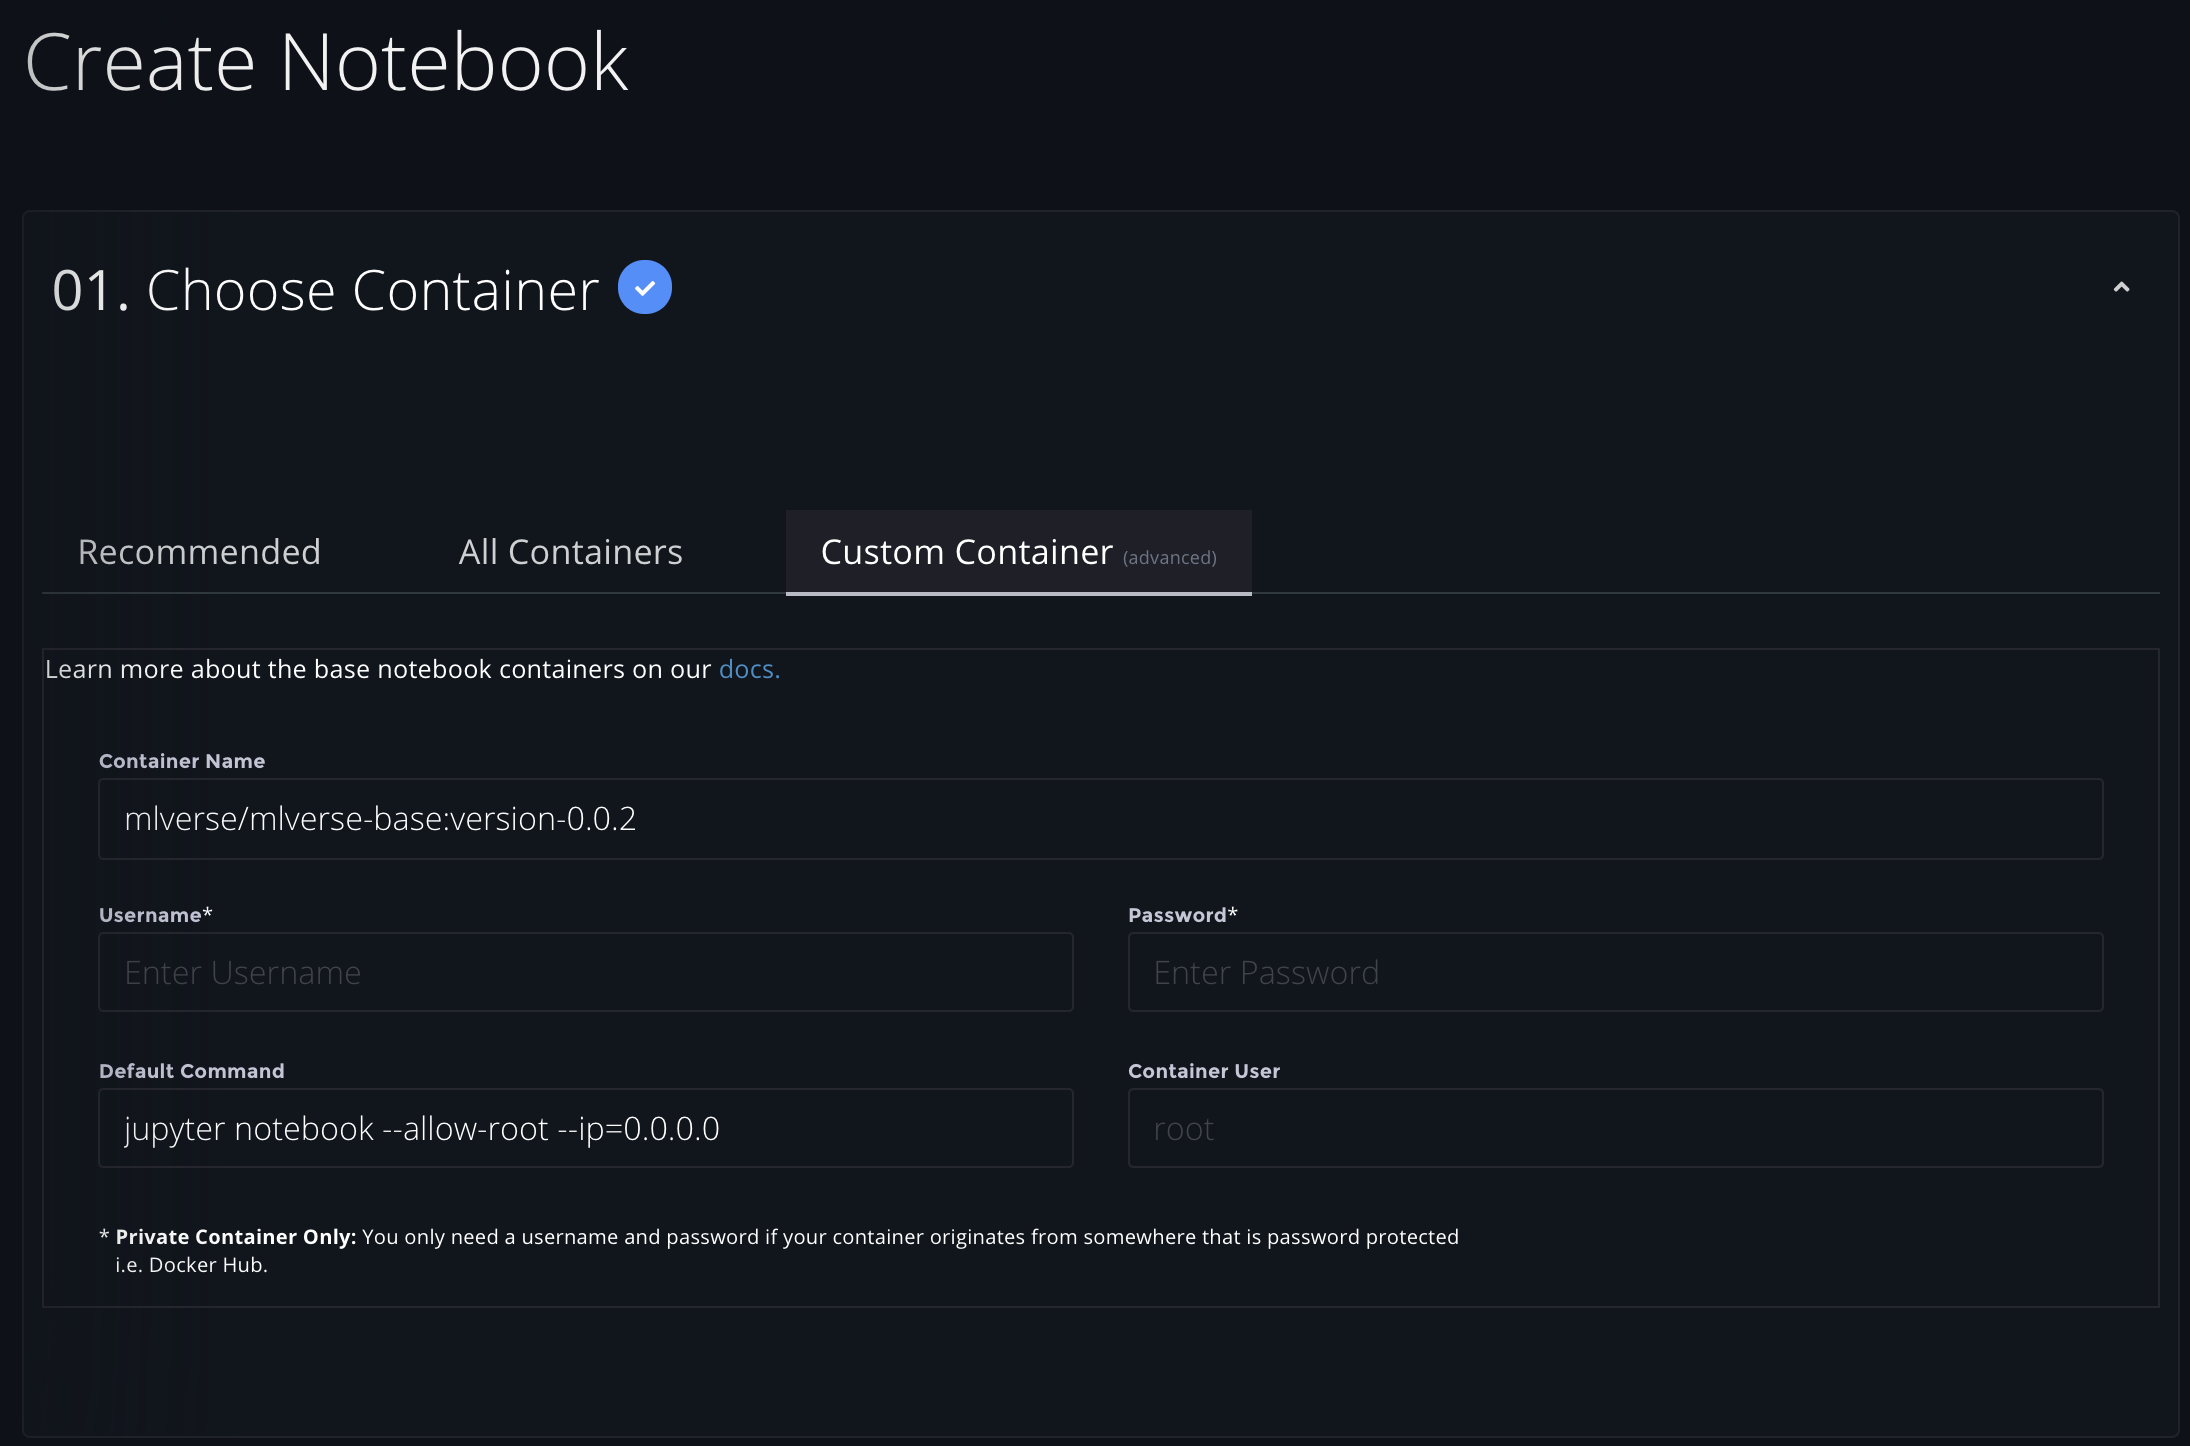 Create Notebook
01. Choose Container
Recommended
All Containers
Custom Container (advanced)
Learn more about the base notebook containers on our docs.
Container Name
mlverse/mlverse-base:version-0.0.2
Username*
Password*
Enter Username
Enter Password
Default Command
Container User
jupyter notebook --allow-root --ip=0.0.0.0
root
* Private Container Only: You only need a username and password if your container originates from somewhere that is password protected
i.e. Docker Hub.